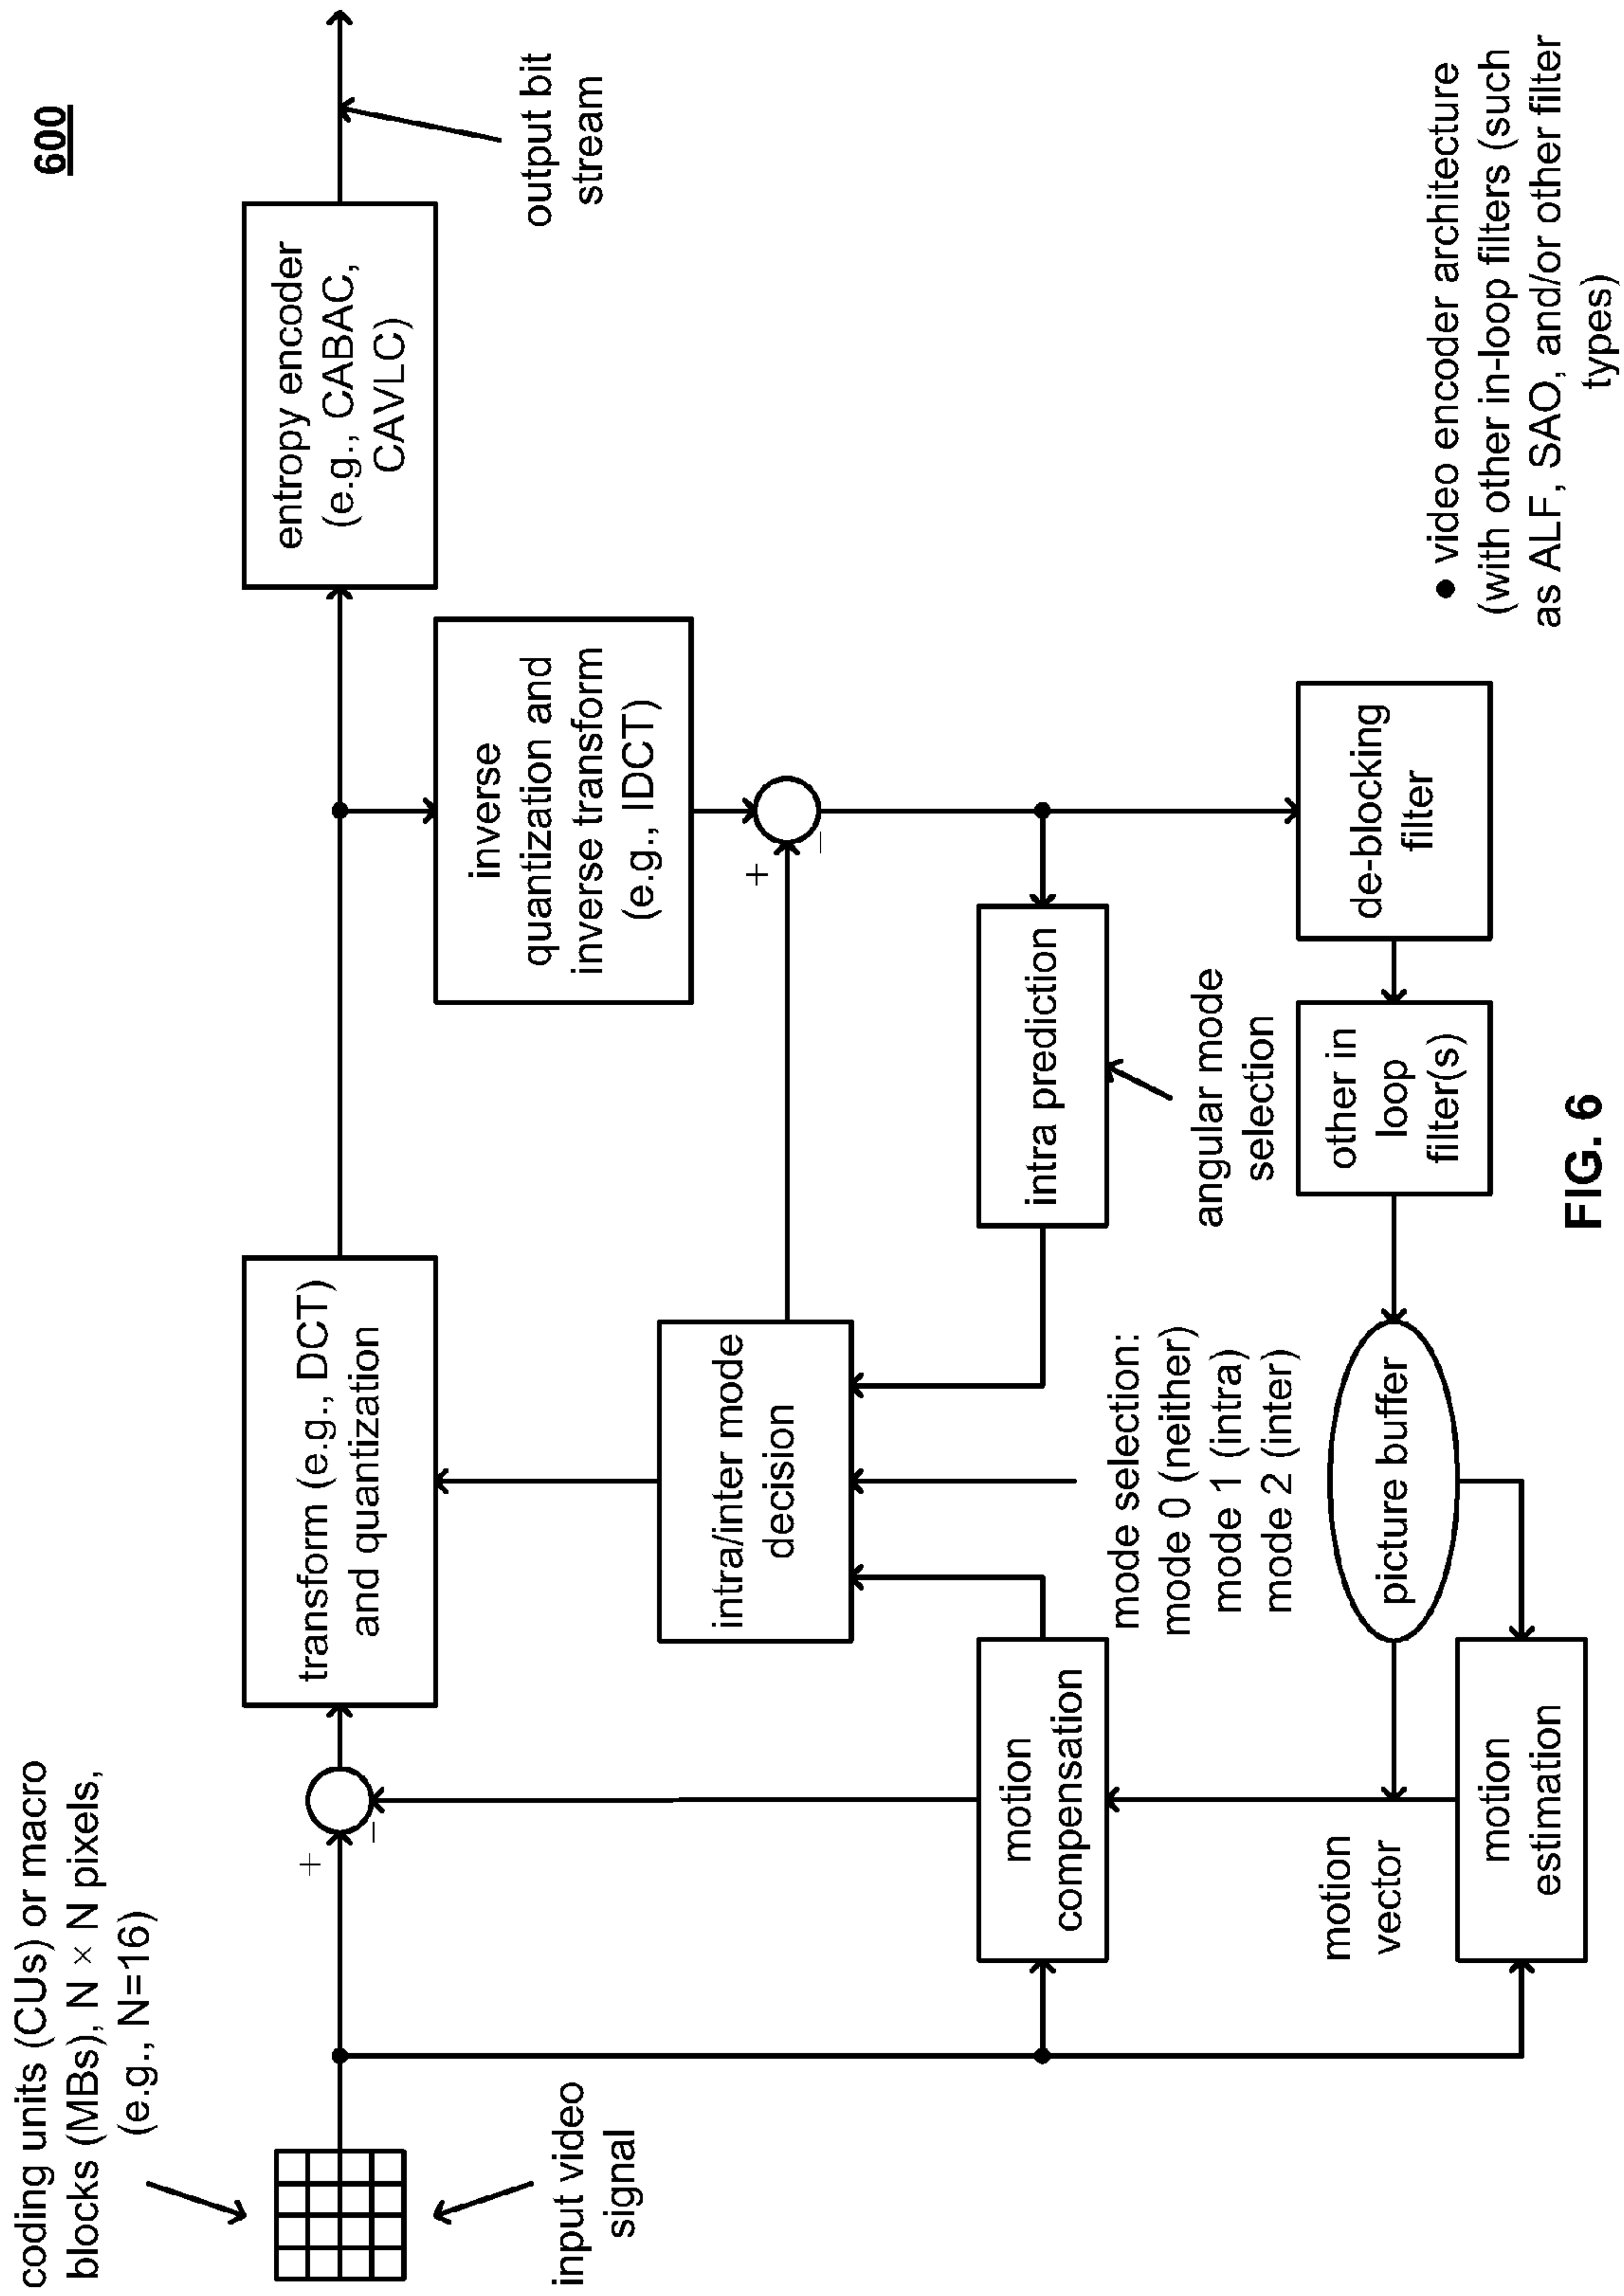 600
coding units (CUs) or macro
blocks (MBs), N × N pixels,
(e.g., N=16)
input video
signal
+
−
transform (e.g., DCT)
and quantization
entropy encoder
(e.g., CABAC,
CAVLC)
output bit
stream
inverse
quantization and
inverse transform
(e.g., IDCT)
+
−
intra/inter mode
decision
motion
compensation
intra prediction
angular mode
selection
mode selection:
mode 0 (neither)
mode 1 (intra)
mode 2 (inter)
motion
vector
motion
estimation
picture buffer
other in
loop
filter(s)
de-blocking
filter
● video encoder architecture
(with other in-loop filters (such
as ALF, SAO, and/or other filter
types)
FIG. 6